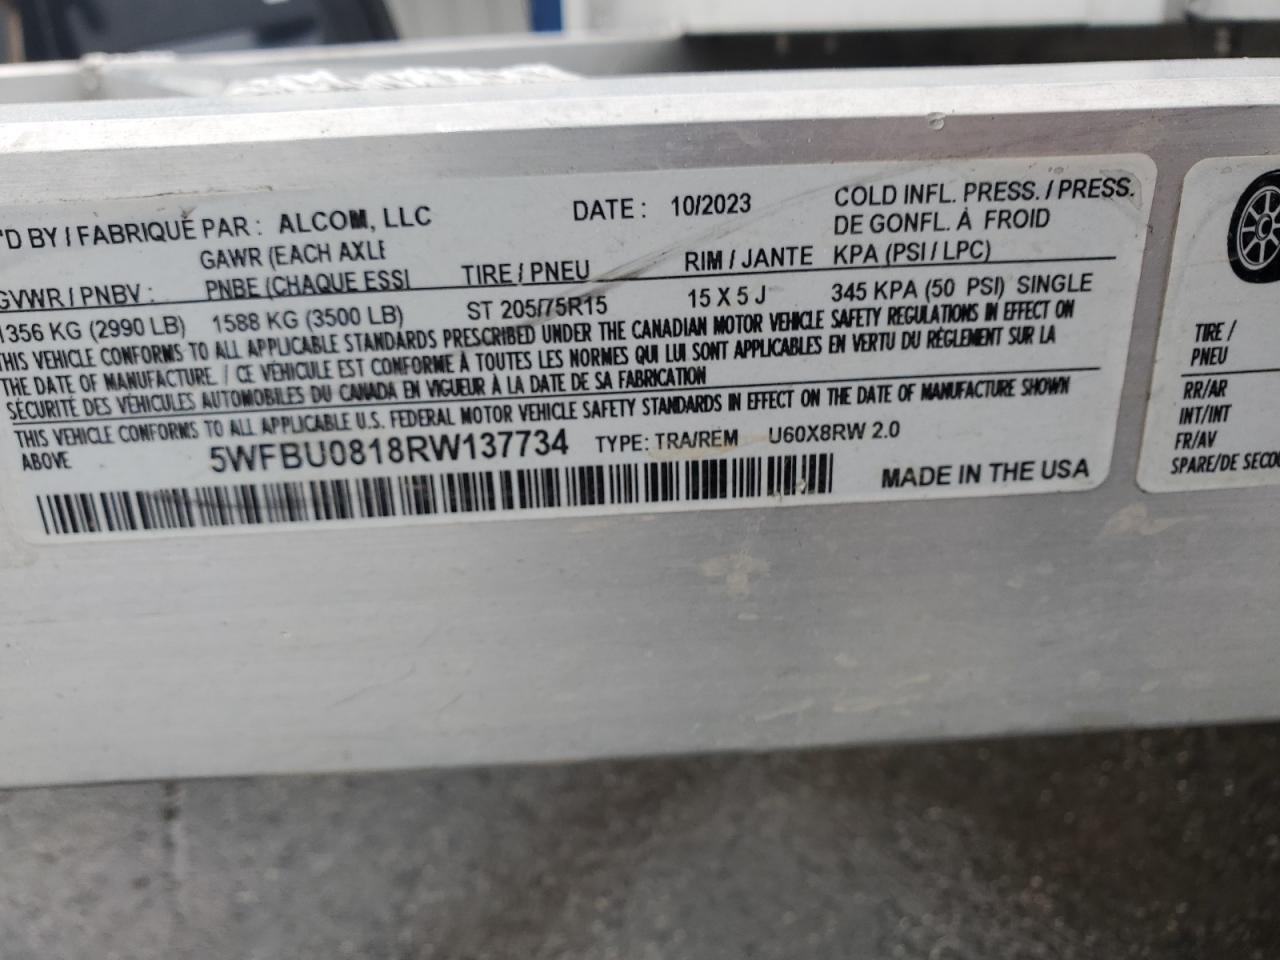 'D BY / FABRIQUÉ PAR : ALCOM, LLC DATE : 10/2023 COLD INFL. PRESS. / PRESS.
DE GONFL. À FROID
GAWR (EACH AXLE
GVWR / PNBV : PNBE (CHAQUE ESSI TIRE / PNEU RIM / JANTE KPA (PSI / LPC)
1356 KG (2990 LB) 1588 KG (3500 LB) ST 205/75R15 15 X 5 J 345 KPA (50 PSI) SINGLE
THIS VEHICLE CONFORMS TO ALL APPLICABLE STANDARDS PRESCRIBED UNDER THE CANADIAN MOTOR VEHICLE SAFETY REGULATIONS IN EFFECT ON
THE DATE OF MANUFACTURE. / CE VÉHICULE EST CONFORME À TOUTES LES NORMES QUI LUI SONT APPLICABLES EN VERTU DU RÈGLEMENT SUR LA
SÉCURITÉ DES VÉHICULES AUTOMOBILES DU CANADA EN VIGUEUR À LA DATE DE SA FABRICATION
THIS VEHICLE CONFORMS TO ALL APPLICABLE U.S. FEDERAL MOTOR VEHICLE SAFETY STANDARDS IN EFFECT ON THE DATE OF MANUFACTURE SHOWN
ABOVE 5WFBU0818RW137734 TYPE: TRA/REM U60X8RW 2.0
MADE IN THE USA
TIRE /
PNEU
RR/AR
INT/INT
FR/AV
SPARE/DE SECOU